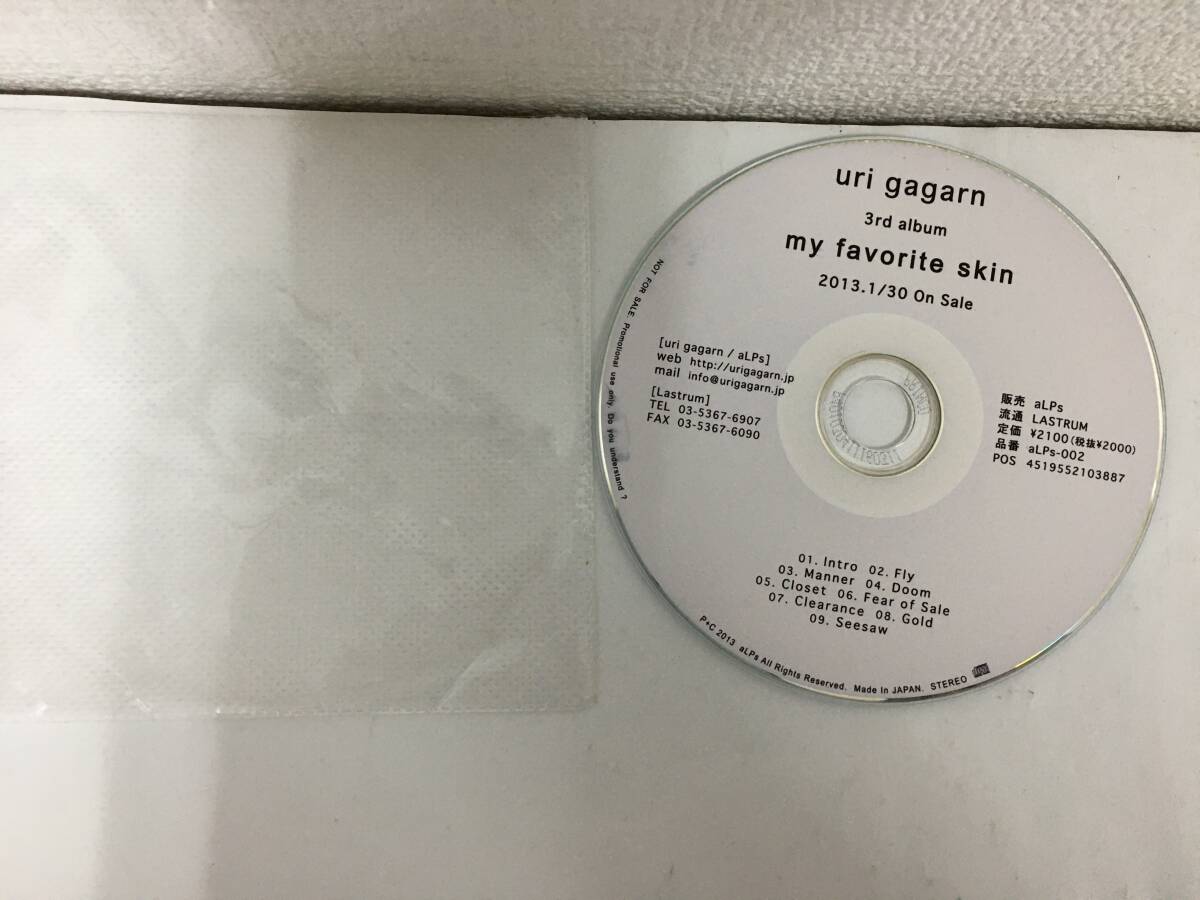 uri gagarn
3rd album
my favorite skin
2013.1/30 On Sale
NOT FOR SALE. Promotional use only. Do you understand ?
[uri gagarn / aLPs]
web http://urigagarn.jp
mail info@urigagarn.jp
[Lastrum]
TEL 03-5367-6907
FAX 03-5367-6090
販売 aLPs
流通 LASTRUM
定価 ¥2100(税抜¥2000)
品番 aLPs-002
POS 4519552103887
01. Intro 02. Fly
03. Manner 04. Doom
05. Closet 06. Fear of Sale
07. Clearance 08. Gold
09. Seesaw
P+C 2013 aLPs All Rights Reserved. Made in JAPAN. STEREO